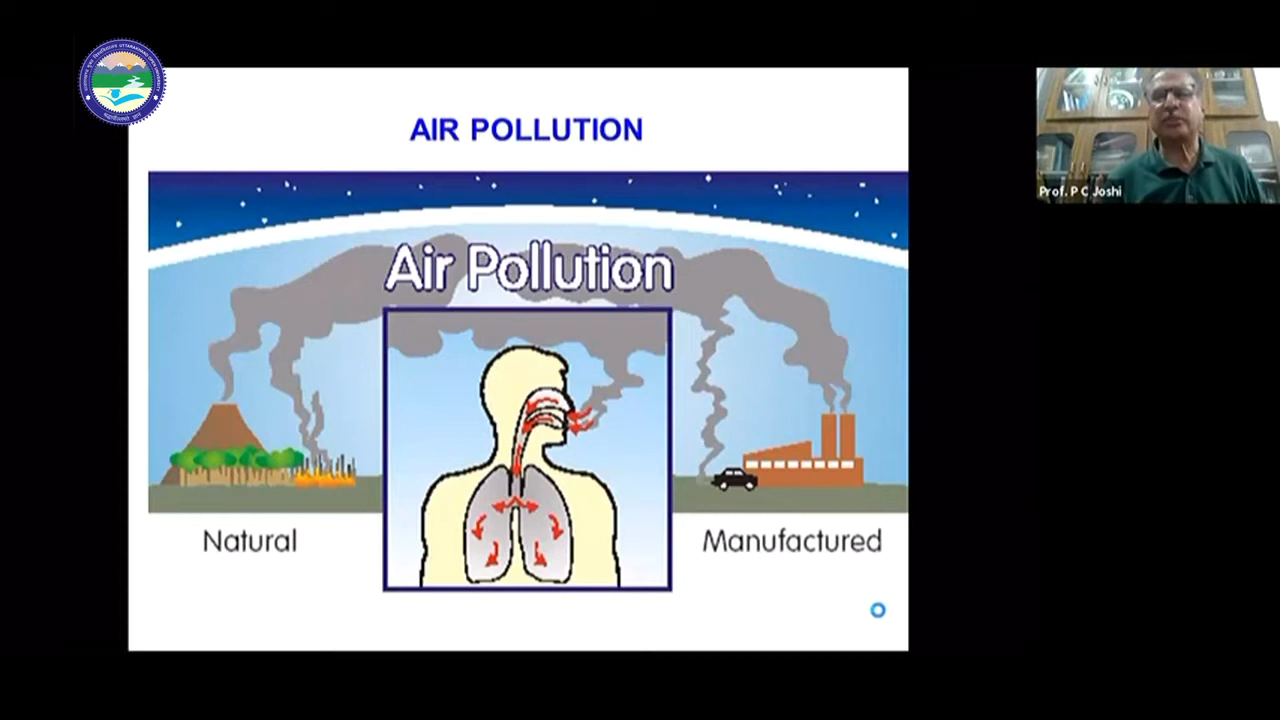 AIR POLLUTION
Air Pollution
Natural
Manufactured
Prof. P C Joshi